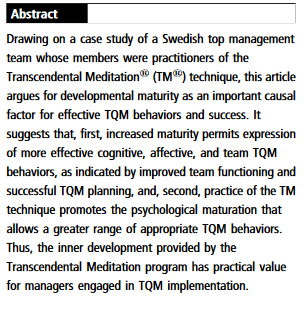 Abstract
Drawing on a case study of a Swedish top management
team whose members were practitioners of the
Transcendental Meditation® (TM®) technique, this article
argues for developmental maturity as an important causal
factor for effective TQM behaviors and success. It
suggests that, first, increased maturity permits expression
of more effective cognitive, affective, and team TQM
behaviors, as indicated by improved team functioning and
successful TQM planning, and, second, practice of the TM
technique promotes the psychological maturation that
allows a greater range of appropriate TQM behaviors.
Thus, the inner development provided by the
Transcendental Meditation program has practical value
for managers engaged in TQM implementation.